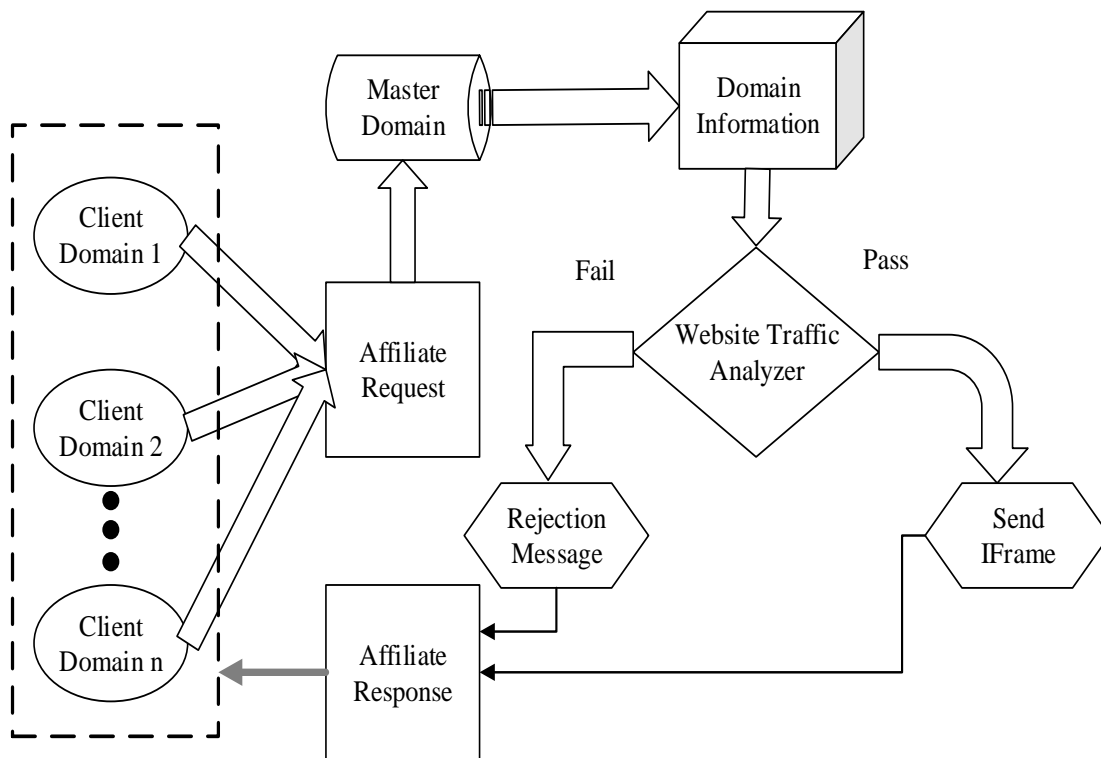 Master
Domain
Domain
Information
Client
Domain 1
Fail
Pass
Affiliate
Request
Website Traffic
Analyzer
Client
Domain 2
Rejection
Message
Send
IFrame
Client
Domain n
Affiliate
Response